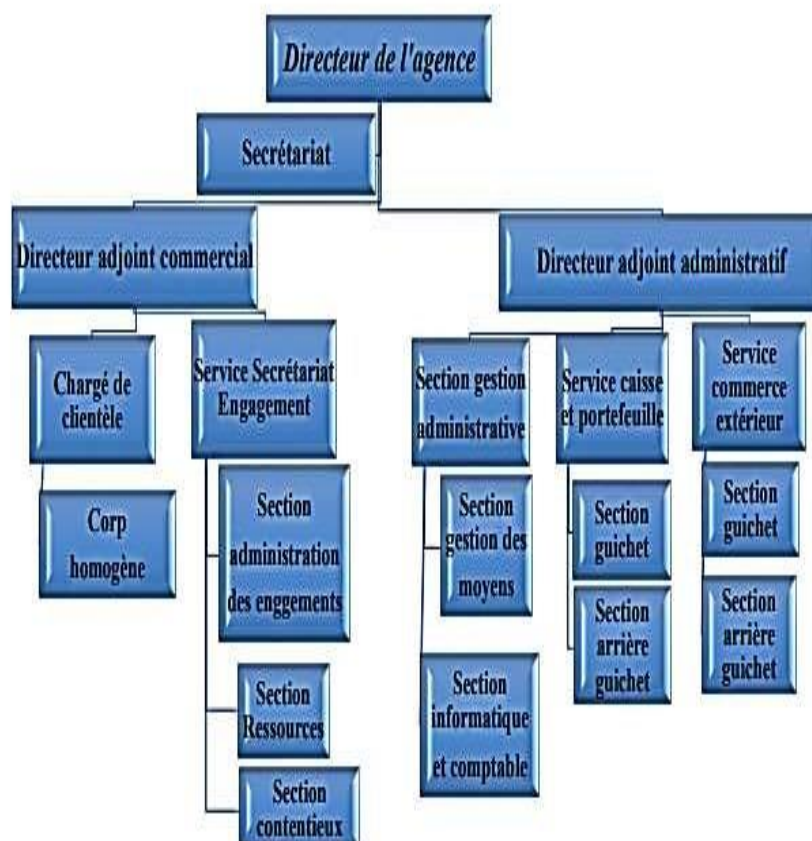 Directeur de l'agence
Secrétariat
Directeur adjoint commercial
Directeur adjoint administratif
Chargé de
clientèle
Service Secrétariat
Engagement
Section gestion
administrative
Service caisse
et portefeuille
Service
commerce
extérieur
Corp
homogène
Section
administration
des enggements
Section
gestion des
moyens
Section
guichet
Section
guichet
Section
arrière
guichet
Section
arrière
guichet
Section
Ressources
Section
informatique
et comptable
Section
contentieux